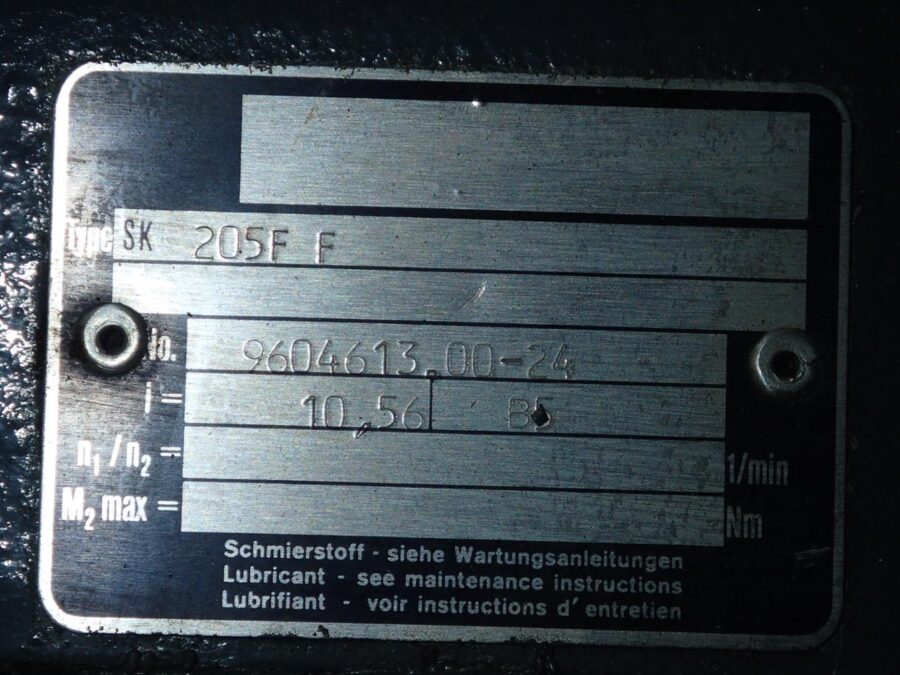 Type SK 205F F
No. 9604613.00-24
i = 10,56 B5
n₁/n₂ = 1/min
M₂ max = Nm
Schmierstoff - siehe Wartungsanleitungen
Lubricant - see maintenance instructions
Lubrifiant - voir instructions d'entretien